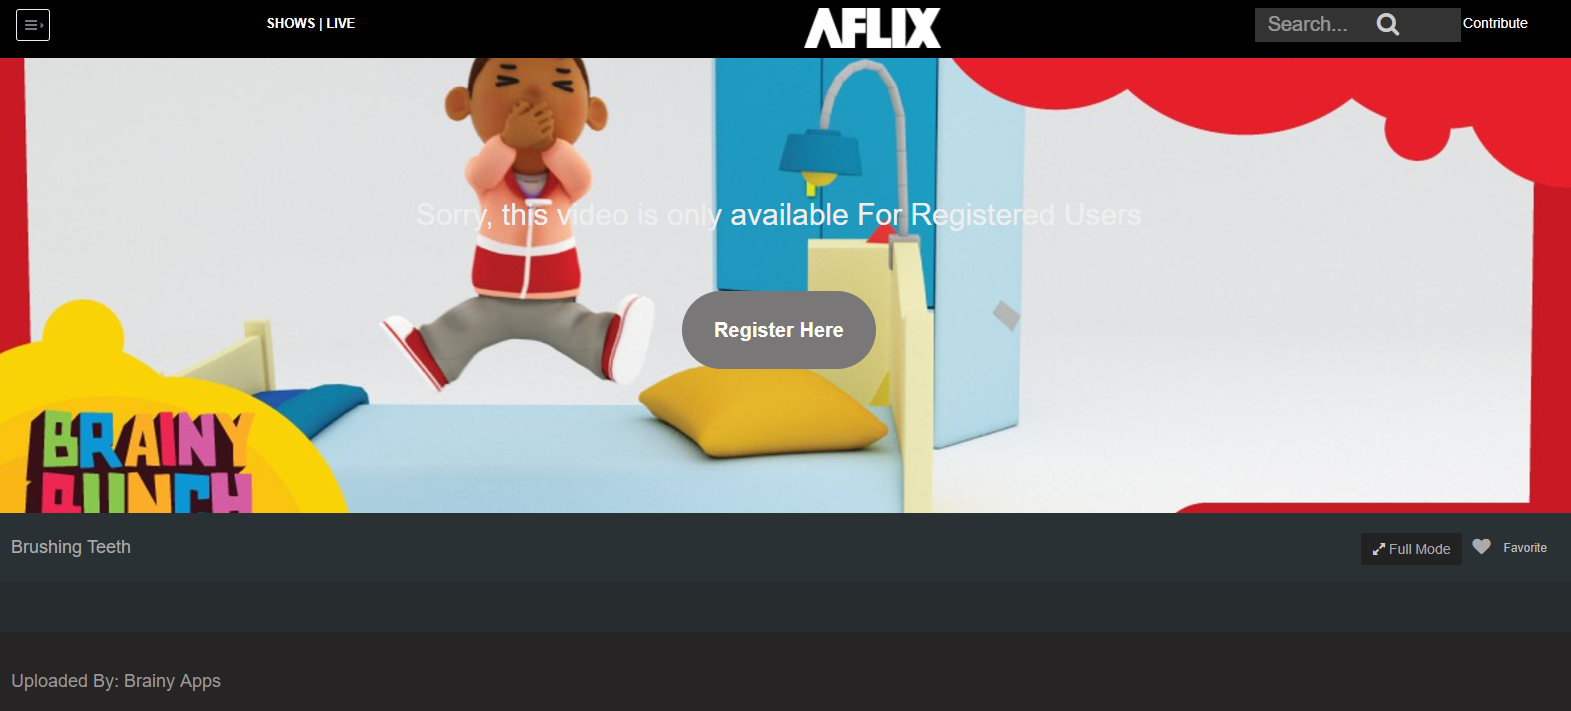 SHOWS | LIVE
AFLIX
Search...
Contribute
Sorry, this video is only available For Registered Users
Register Here
BRAINY
BUNCH
Brushing Teeth
Full Mode
Favorite
Uploaded By: Brainy Apps